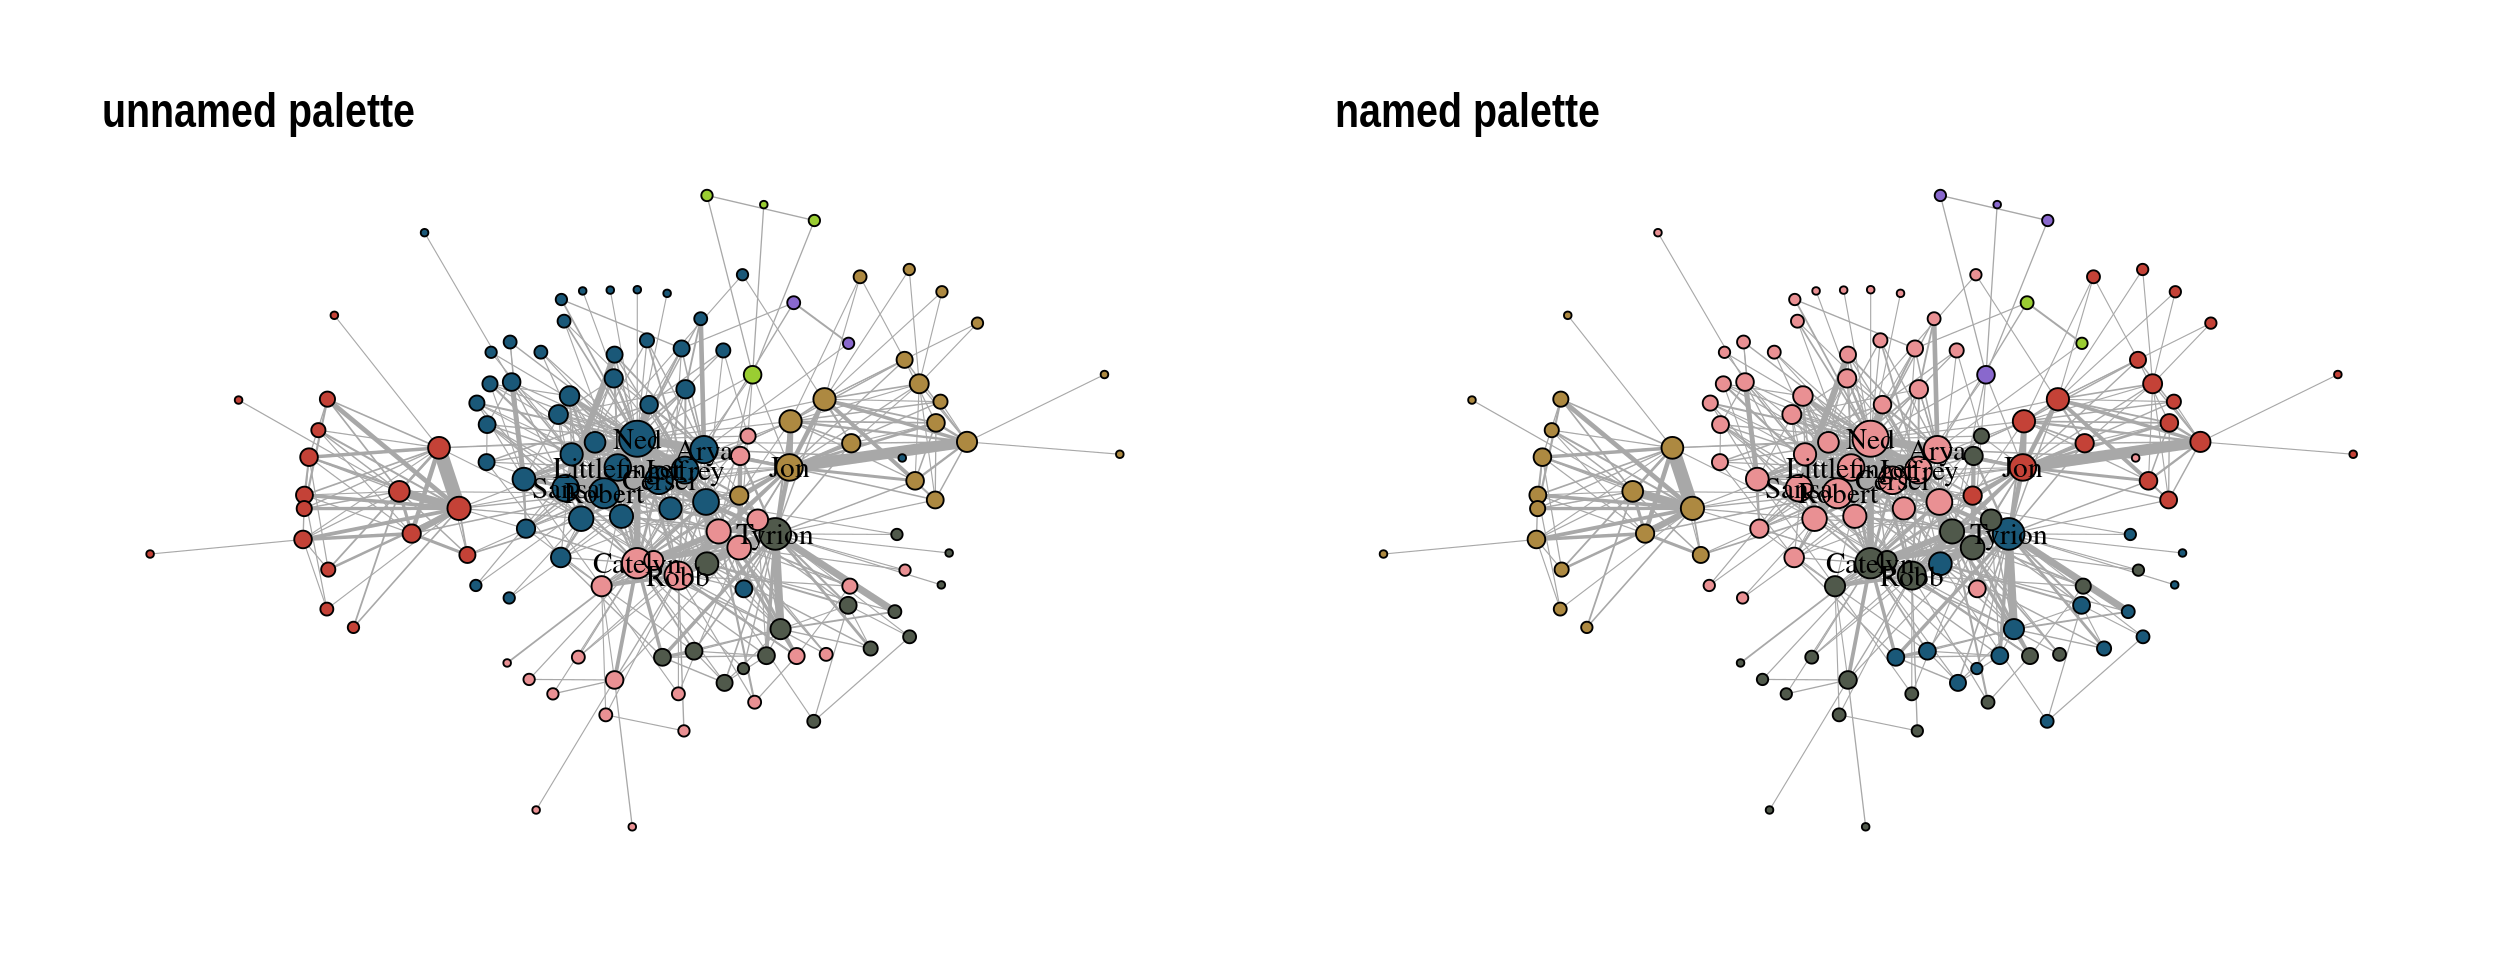 unnamed palette
named palette
Ned
Arya
Littlefinger
Joffrey
Jon
Sansa
Robert
Cersei
Tyrion
Catelyn
Robb
Ned
Arya
Littlefinger
Joffrey
Jon
Sansa
Robert
Cersei
Tyrion
Catelyn
Robb